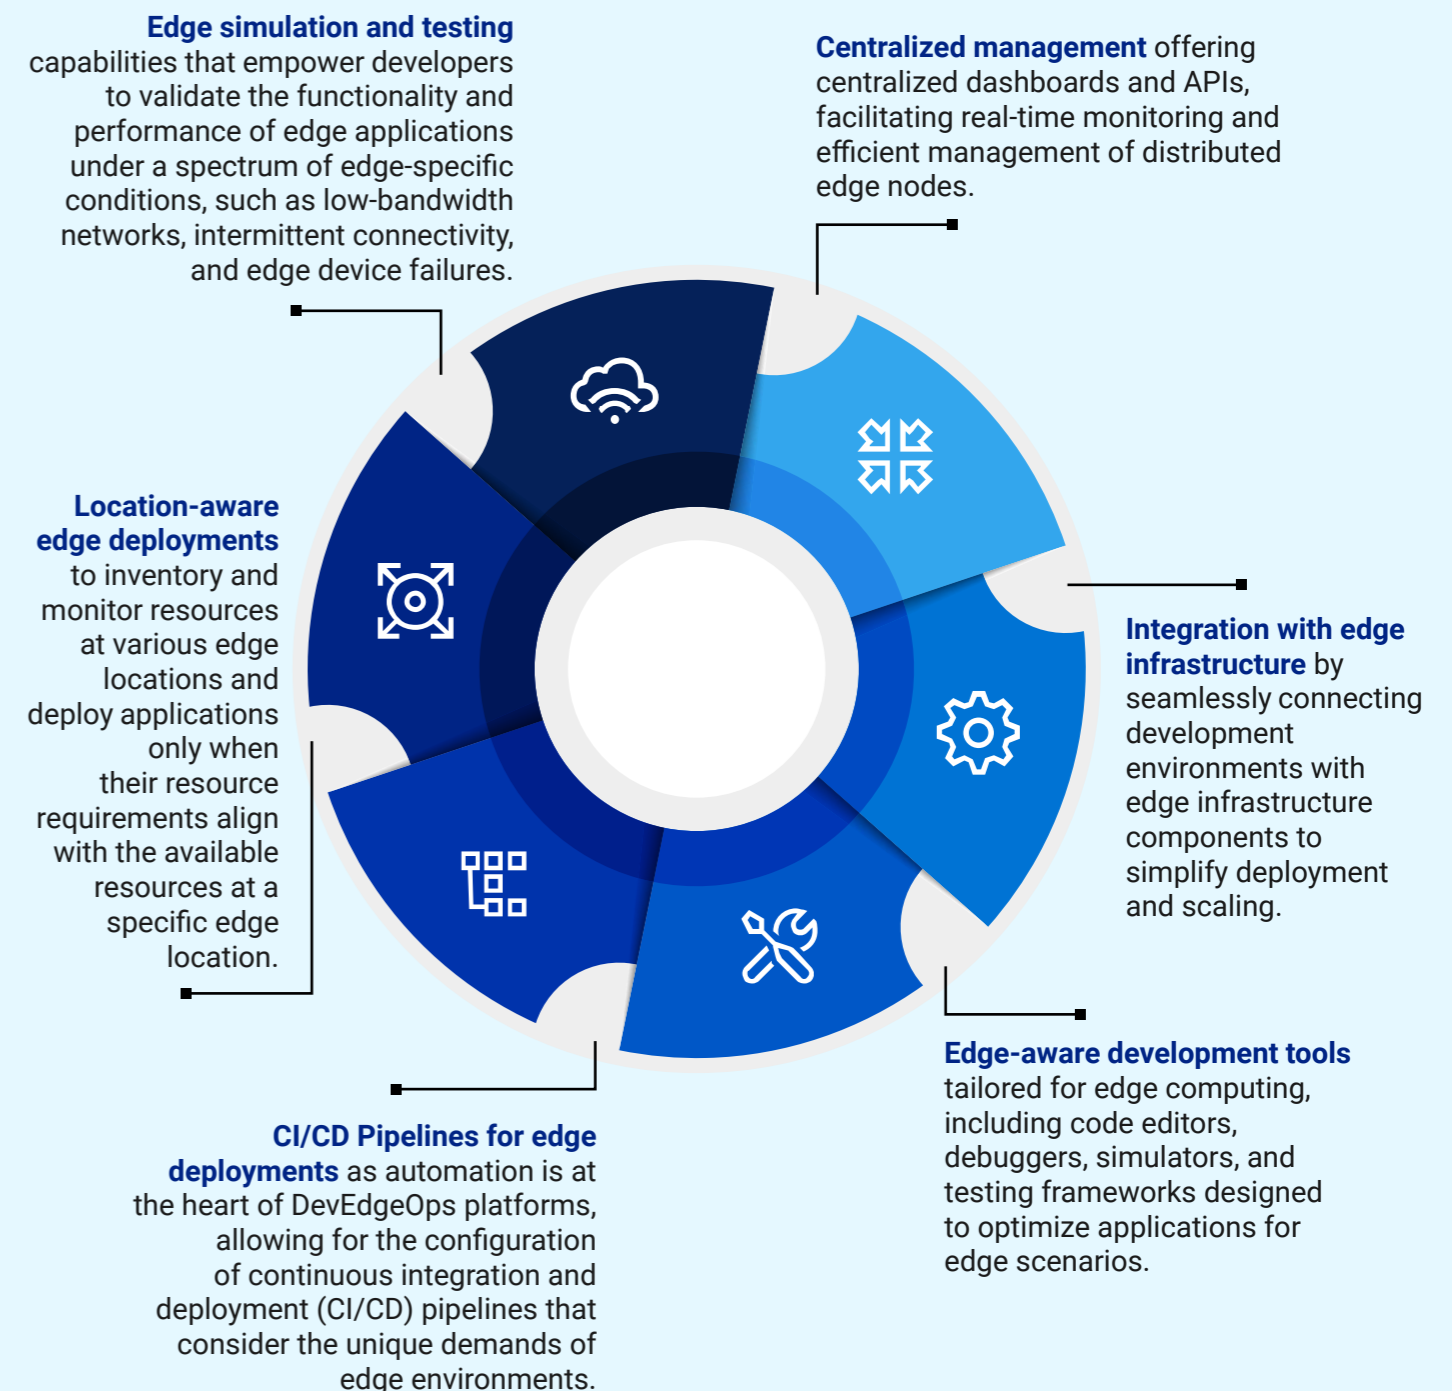 Edge simulation and testing
capabilities that empower developers
to validate the functionality and
performance of edge applications
under a spectrum of edge-specific
conditions, such as low-bandwidth
networks, intermittent connectivity,
and edge device failures.
Centralized management offering
centralized dashboards and APIs,
facilitating real-time monitoring and
efficient management of distributed
edge nodes.
Location-aware
edge deployments
to inventory and
monitor resources
at various edge
locations and
deploy applications
only when
their resource
requirements align
with the available
resources at a
specific edge
location.
Integration with edge
infrastructure by
seamlessly connecting
development
environments with
edge infrastructure
components to
simplify deployment
and scaling.
Edge-aware development tools
tailored for edge computing,
including code editors,
debuggers, simulators, and
testing frameworks designed
to optimize applications for
edge scenarios.
CI/CD Pipelines for edge
deployments as automation is at
the heart of DevEdgeOps platforms,
allowing for the configuration
of continuous integration and
deployment (CI/CD) pipelines that
consider the unique demands of
edge environments.